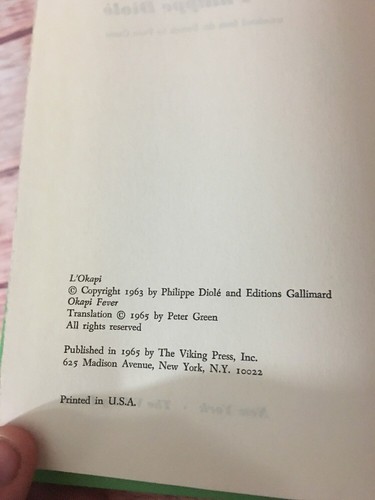 L'Okapi
© Copyright 1963 by Philippe Diolé and Editions Gallimard
Okapi Fever
Translation © 1965 by Peter Green
All rights reserved
Published in 1965 by The Viking Press, Inc.
625 Madison Avenue, New York, N.Y. 10022
Printed in U.S.A.